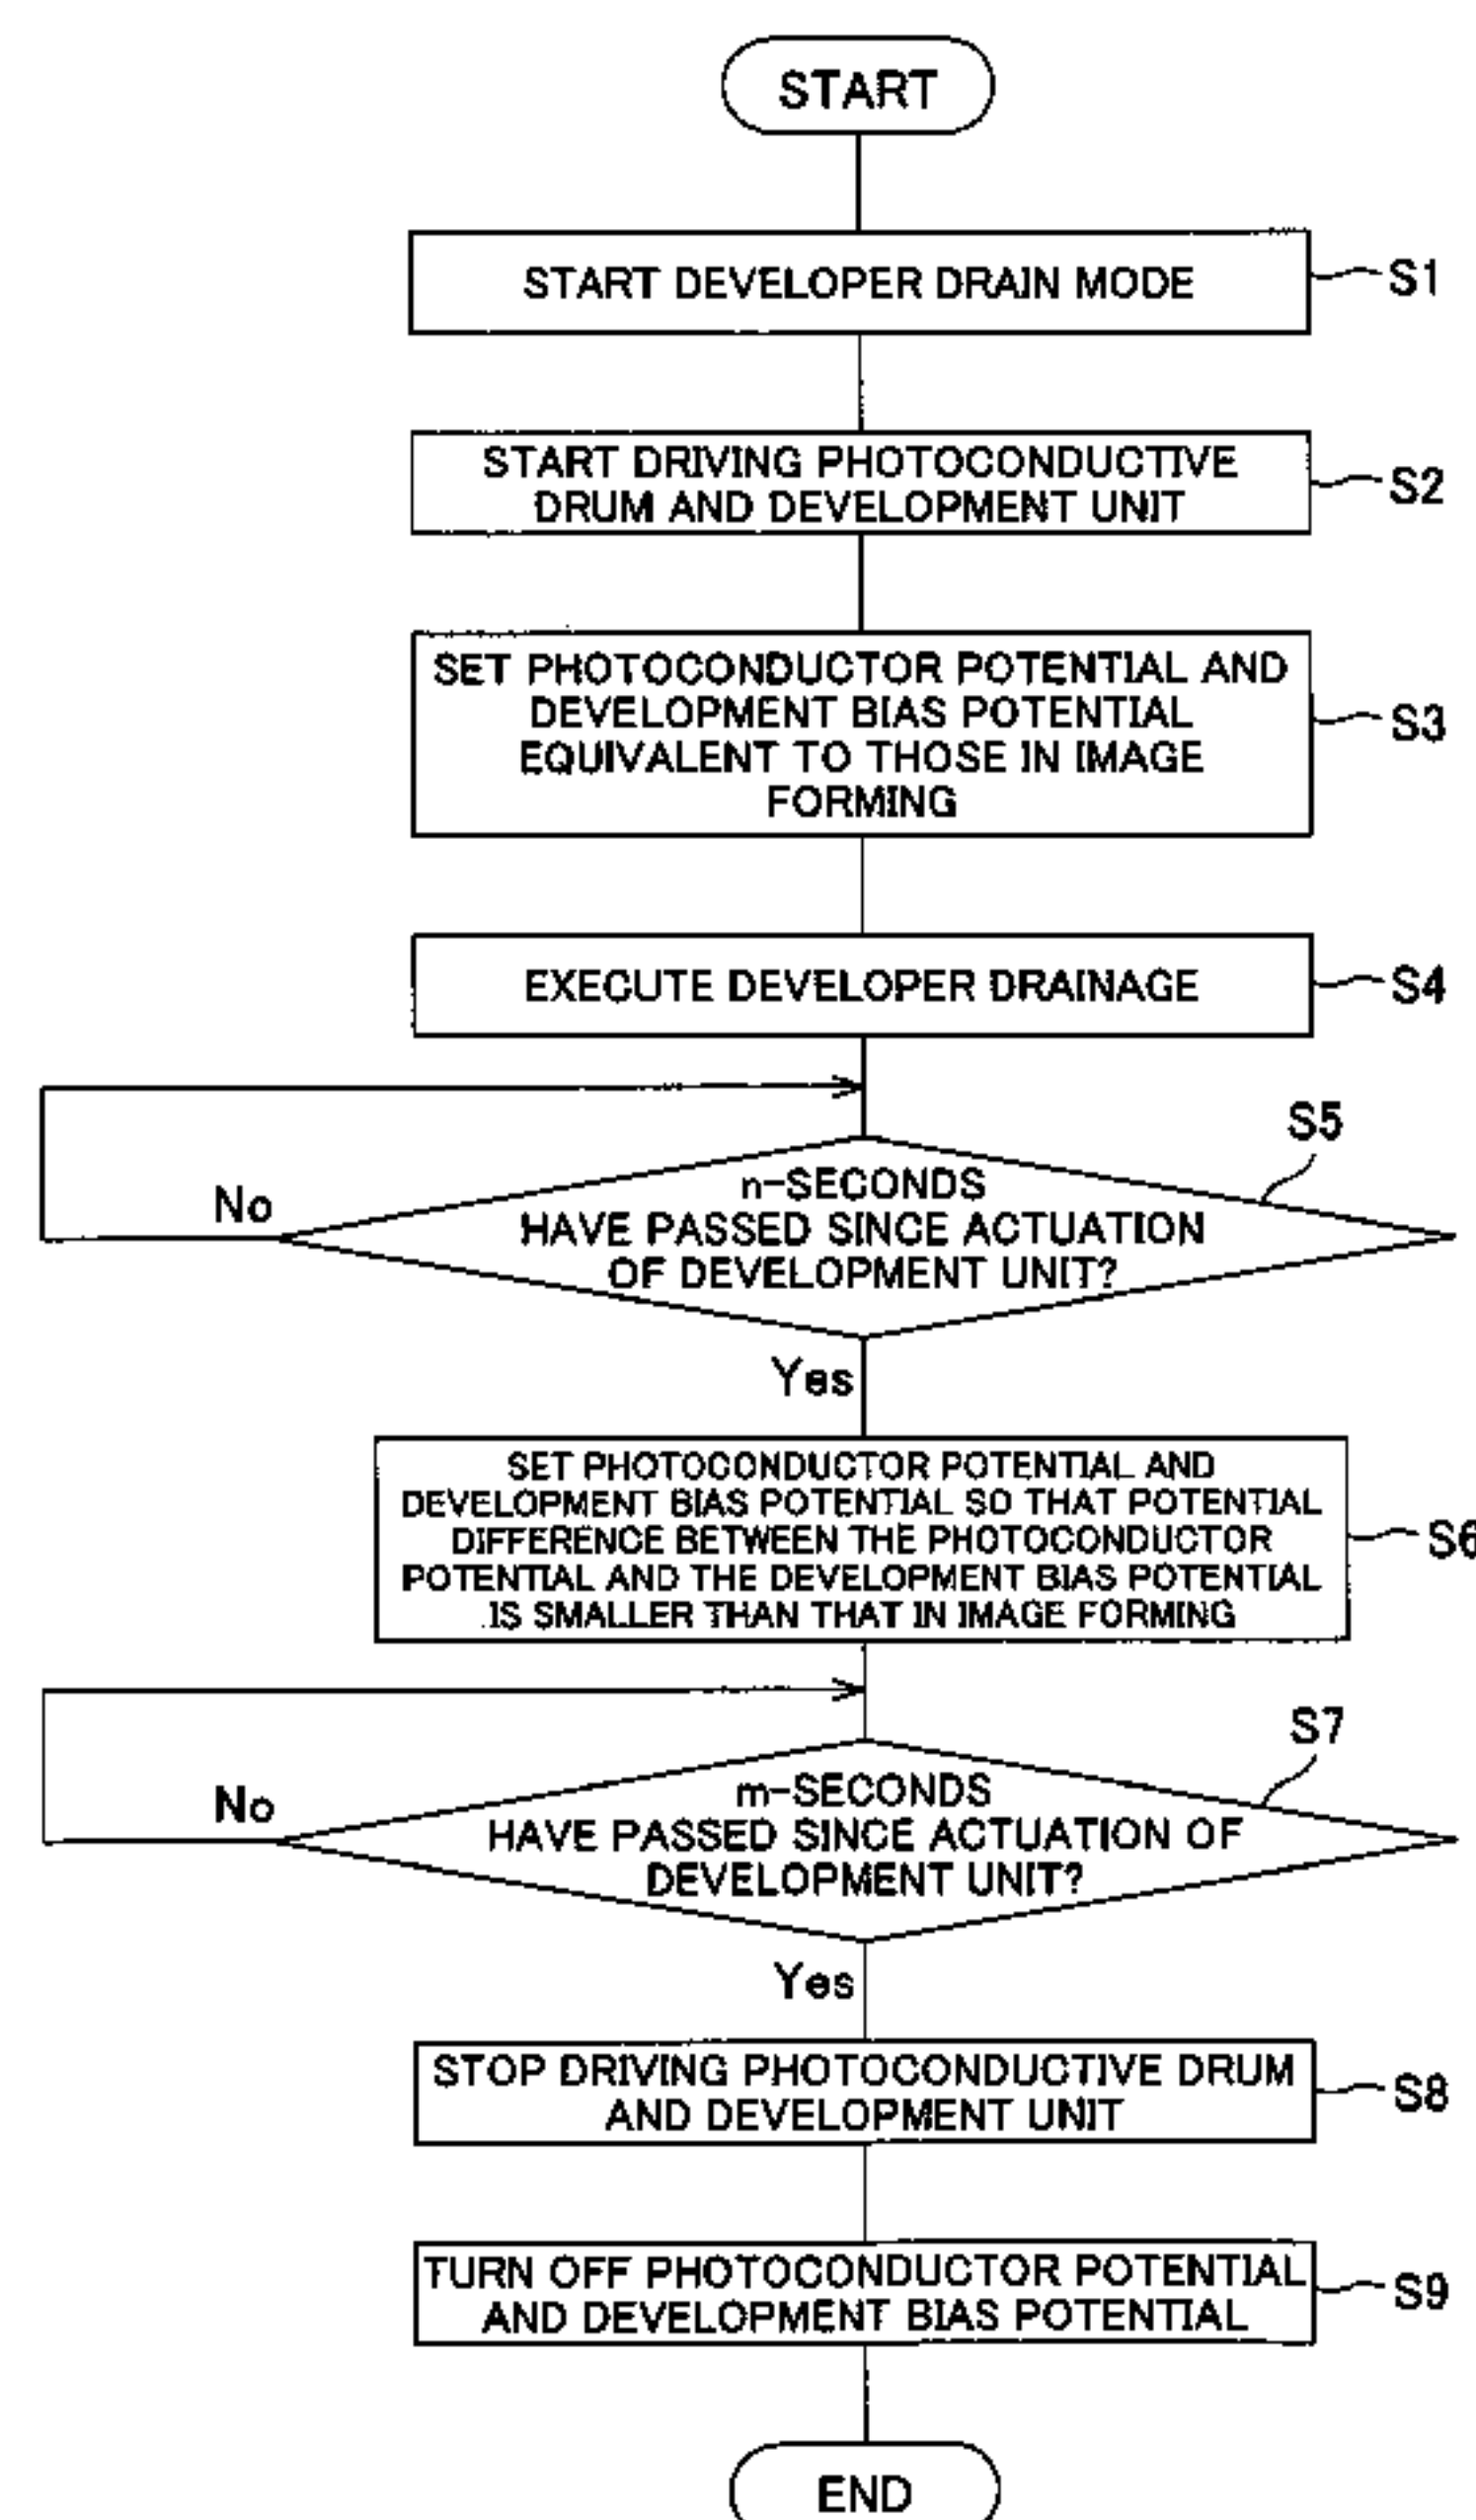 START
START DEVELOPER DRAIN MODE
S1
START DRIVING PHOTOCONDUCTIVE
DRUM AND DEVELOPMENT UNIT
S2
SET PHOTOCONDUCTOR POTENTIAL AND
DEVELOPMENT BIAS POTENTIAL
EQUIVALENT TO THOSE IN IMAGE
FORMING
S3
EXECUTE DEVELOPER DRAINAGE
S4
S5
n-SECONDS
HAVE PASSED SINCE ACTUATION
OF DEVELOPMENT UNIT?
No
Yes
SET PHOTOCONDUCTOR POTENTIAL AND
DEVELOPMENT BIAS POTENTIAL SO THAT POTENTIAL
DIFFERENCE BETWEEN THE PHOTOCONDUCTOR
POTENTIAL AND THE DEVELOPMENT BIAS POTENTIAL
IS SMALLER THAN THAT IN IMAGE FORMING
S6
S7
m-SECONDS
HAVE PASSED SINCE ACTUATION OF
DEVELOPMENT UNIT?
No
Yes
STOP DRIVING PHOTOCONDUCTIVE DRUM
AND DEVELOPMENT UNIT
S8
TURN OFF PHOTOCONDUCTOR POTENTIAL
AND DEVELOPMENT BIAS POTENTIAL
S9
END